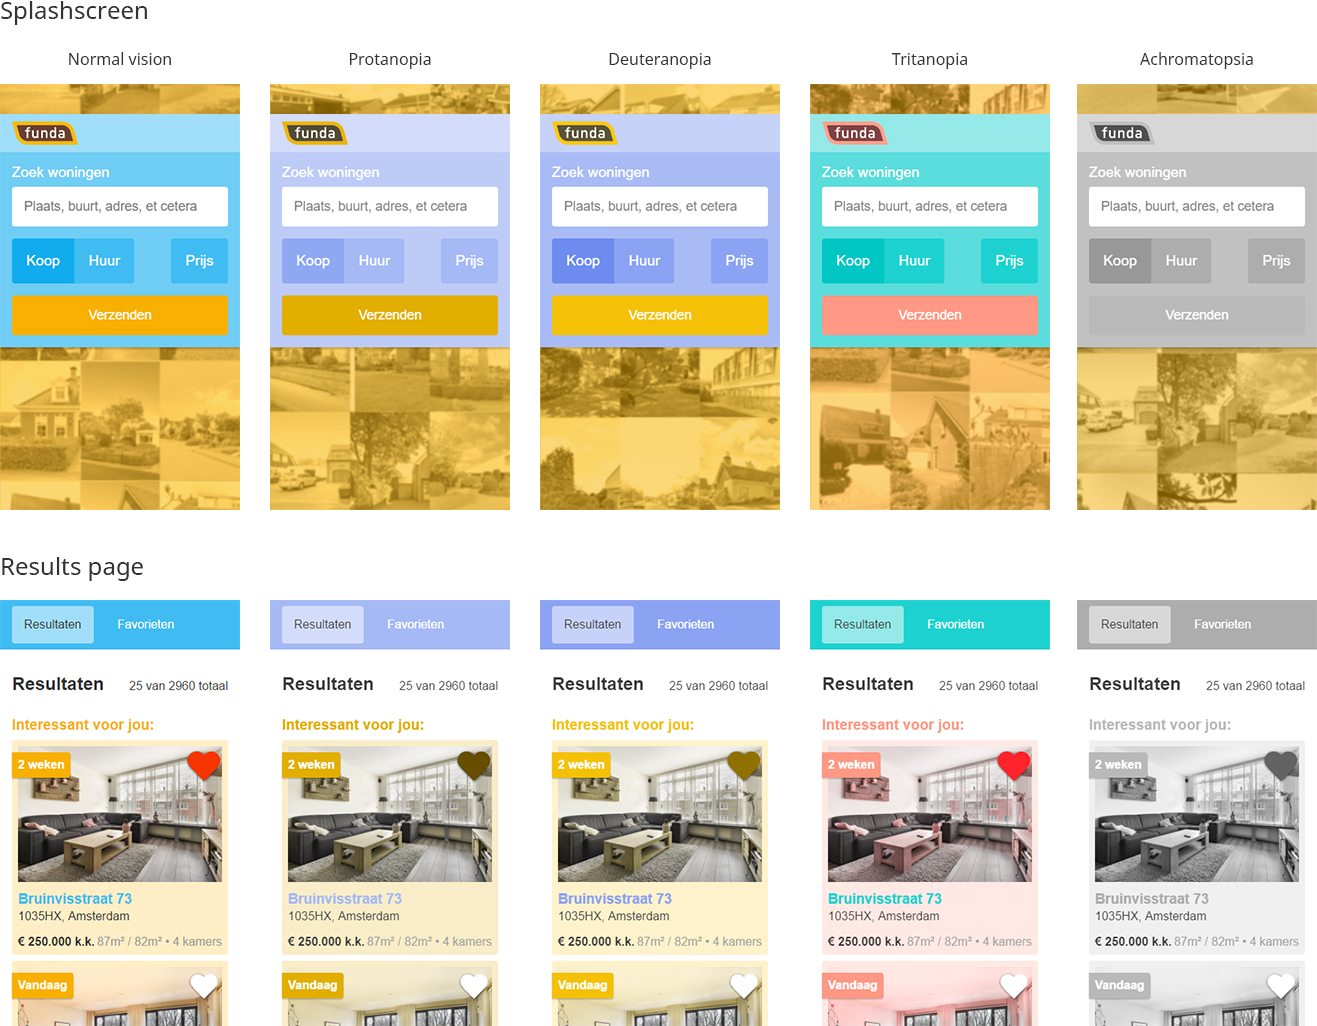 Splashscreen
Normal vision Protanopia Deuteranopia Tritanopia Achromatopsia
funda funda funda funda funda
Zoek woningen Zoek woningen Zoek woningen Zoek woningen Zoek woningen
Plaats, buurt, adres, et cetera Plaats, buurt, adres, et cetera Plaats, buurt, adres, et cetera Plaats, buurt, adres, et cetera Plaats, buurt, adres, et cetera
Koop Huur Prijs Koop Huur Prijs Koop Huur Prijs Koop Huur Prijs Koop Huur Prijs
Verzenden Verzenden Verzenden Verzenden Verzenden
Results page
Resultaten Favorieten Resultaten Favorieten Resultaten Favorieten Resultaten Favorieten Resultaten Favorieten
Resultaten 25 van 2960 totaal Resultaten 25 van 2960 totaal Resultaten 25 van 2960 totaal Resultaten 25 van 2960 totaal Resultaten 25 van 2960 totaal
Interessant voor jou: Interessant voor jou: Interessant voor jou: Interessant voor jou: Interessant voor jou:
2 weken 2 weken 2 weken 2 weken 2 weken
Bruinvisstraat 73 Bruinvisstraat 73 Bruinvisstraat 73 Bruinvisstraat 73 Bruinvisstraat 73
1035HX, Amsterdam 1035HX, Amsterdam 1035HX, Amsterdam 1035HX, Amsterdam 1035HX, Amsterdam
€ 250.000 k.k. 87m² / 82m² • 4 kamers € 250.000 k.k. 87m² / 82m² • 4 kamers € 250.000 k.k. 87m² / 82m² • 4 kamers € 250.000 k.k. 87m² / 82m² • 4 kamers € 250.000 k.k. 87m² / 82m² • 4 kamers
Vandaag Vandaag Vandaag Vandaag Vandaag